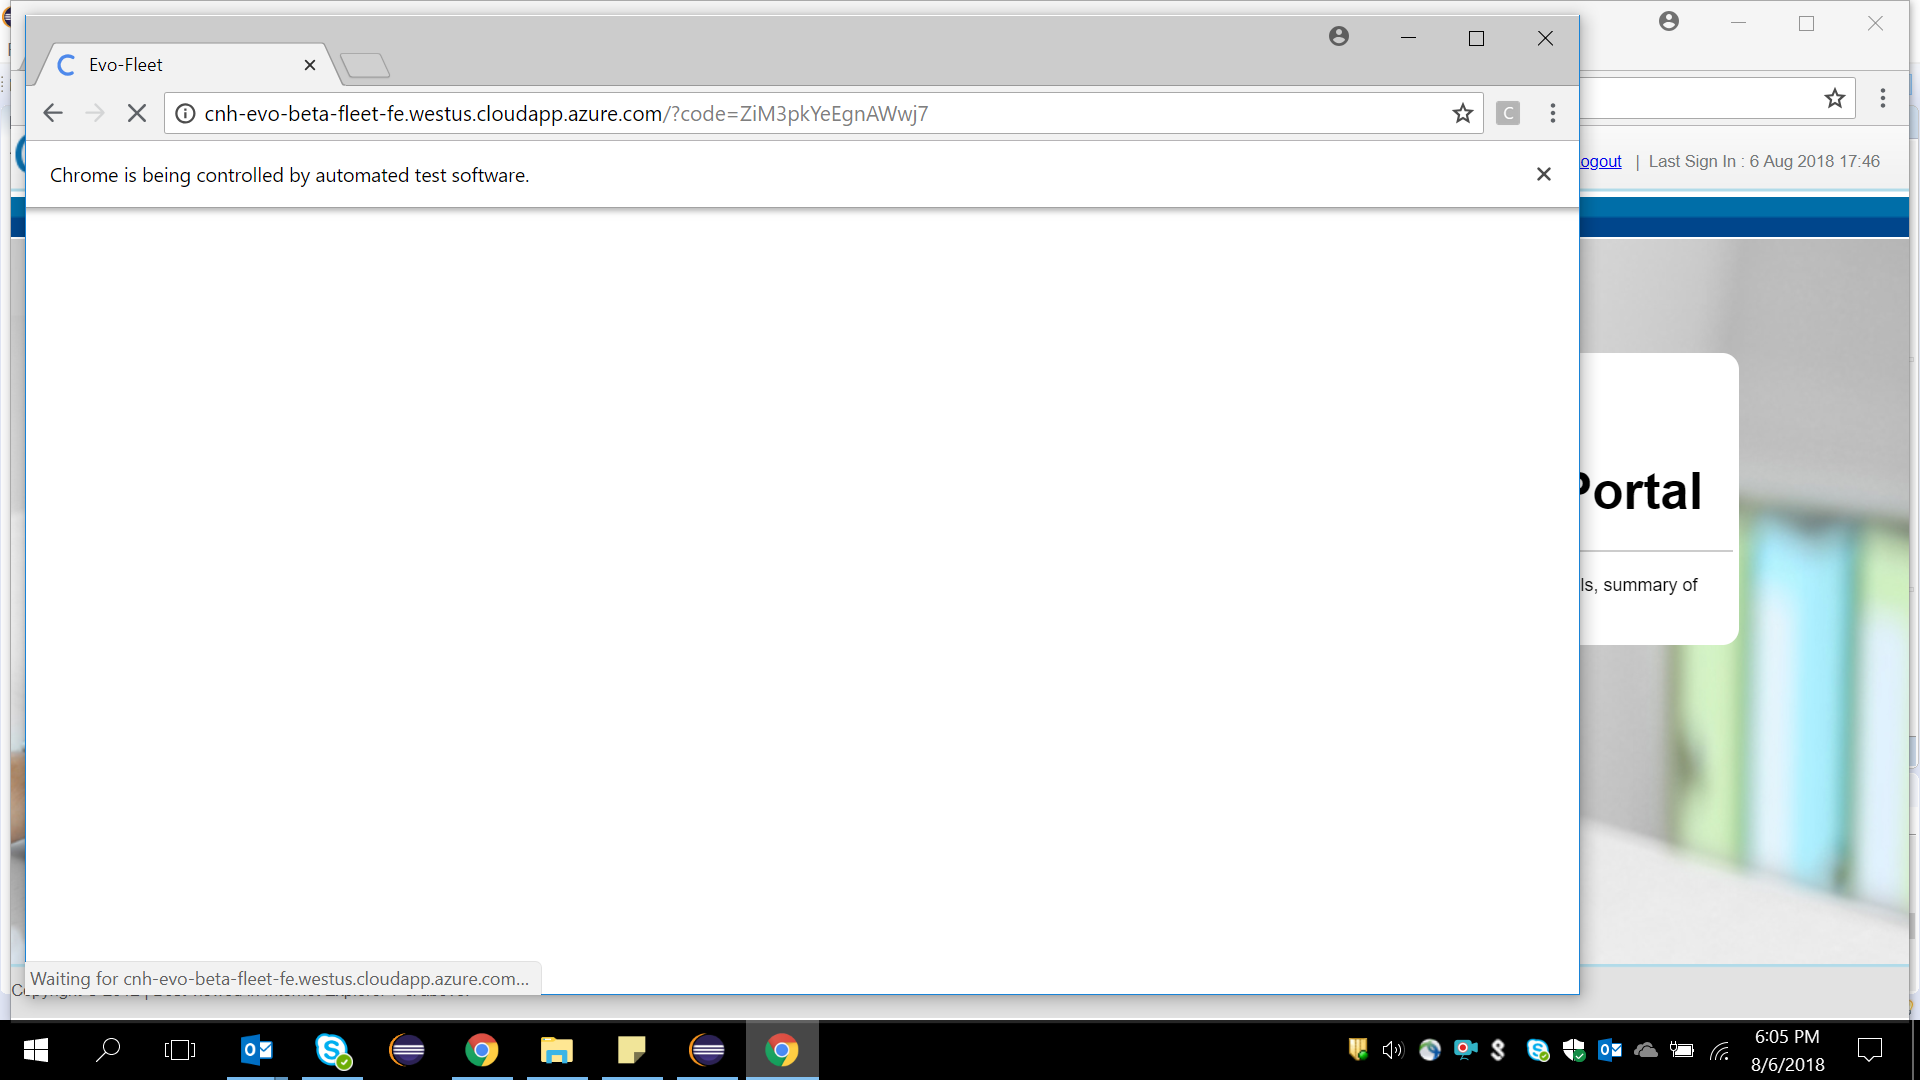 Evo-Fleet
cnh-evo-beta-fleet-fe.westus.cloudapp.azure.com/?code=ZiM3pkYeEgnAWwj7
C
Chrome is being controlled by automated test software.
ogout | Last Sign In : 6 Aug 2018 17:46
Portal
ls, summary of
Waiting for cnh-evo-beta-fleet-fe.westus.cloudapp.azure.com...
6:05 PM
8/6/2018